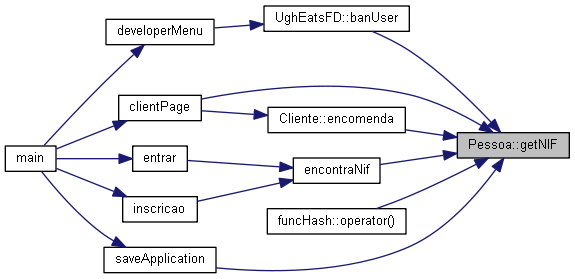 UghEatsFD::banUser
developerMenu
clientPage
Cliente::encomenda
Pessoa::getNIF
main
entrar
encontraNif
inscricao
funcHash::operator()
saveApplication